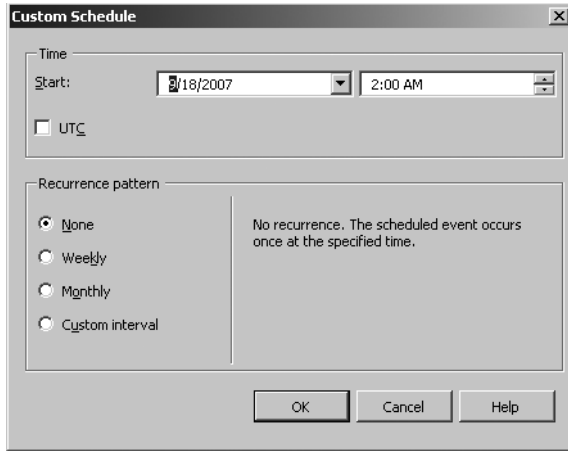 Custom Schedule
Time
Start:
9/18/2007
2:00 AM
UTC
Recurrence pattern
None
Weekly
Monthly
Custom interval
No recurrence. The scheduled event occurs
once at the specified time.
OK
Cancel
Help